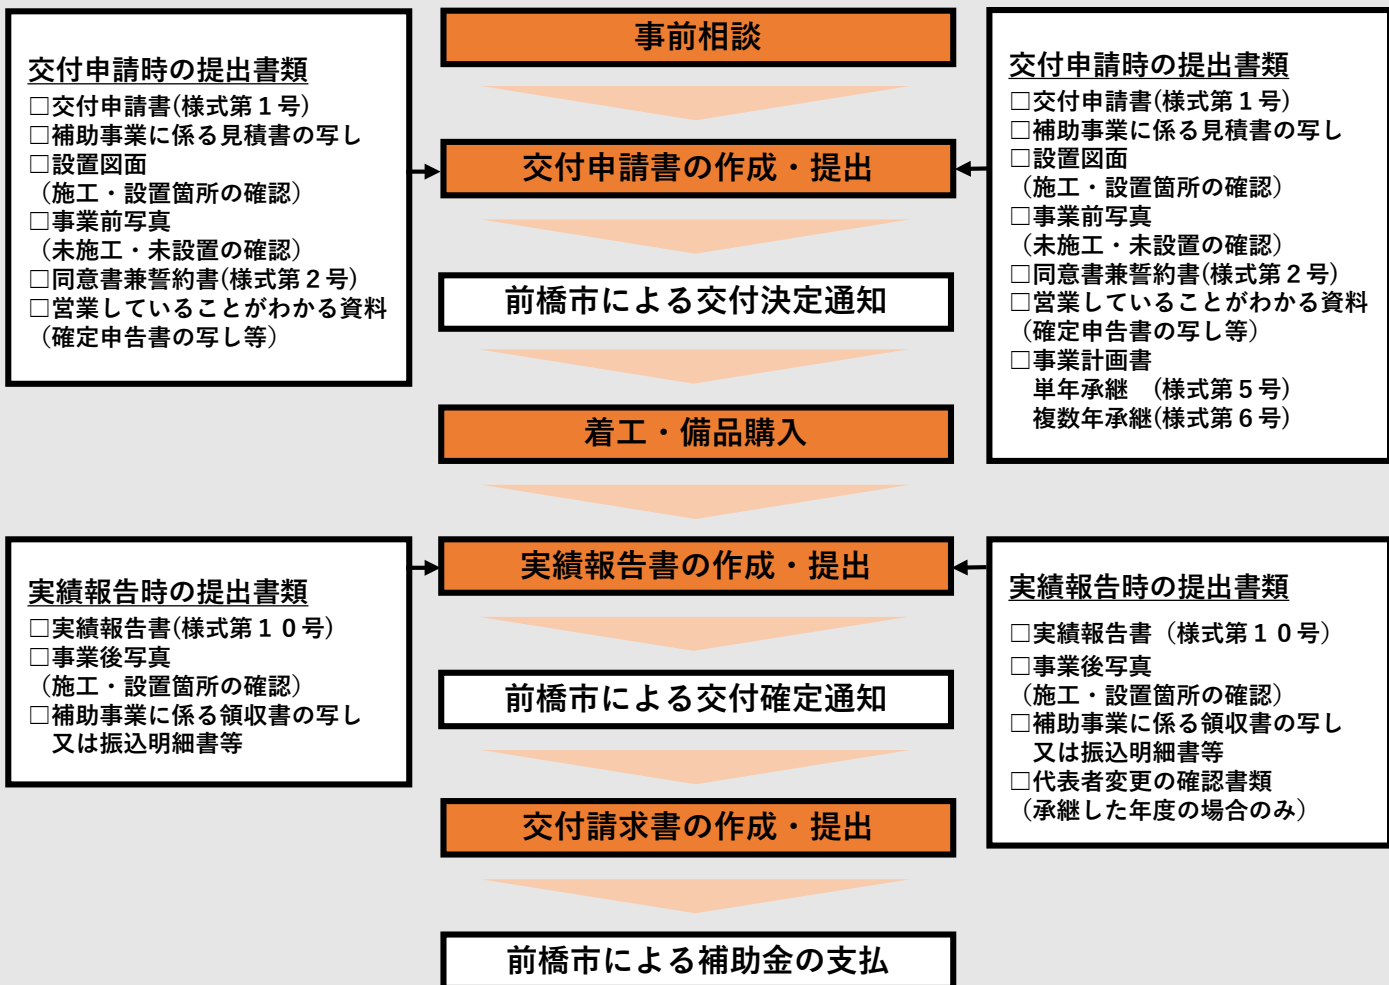 事前相談
交付申請時の提出書類
□交付申請書(様式第１号)
□補助事業に係る見積書の写し
□設置図面
（施工・設置箇所の確認）
□事業前写真
（未施工・未設置の確認）
□同意書兼誓約書(様式第２号)
□営業していることがわかる資料
（確定申告書の写し等）
交付申請書の作成・提出
交付申請時の提出書類
□交付申請書(様式第１号)
□補助事業に係る見積書の写し
□設置図面
（施工・設置箇所の確認）
□事業前写真
（未施工・未設置の確認）
□同意書兼誓約書(様式第２号)
□営業していることがわかる資料
（確定申告書の写し等）
□事業計画書
単年承継　(様式第５号)
複数年承継(様式第６号)
前橋市による交付決定通知
着工・備品購入
実績報告時の提出書類
□実績報告書(様式第１０号)
□事業後写真
（施工・設置箇所の確認）
□補助事業に係る領収書の写し
又は振込明細書等
実績報告書の作成・提出
実績報告時の提出書類
□実績報告書（様式第１０号）
□事業後写真
（施工・設置箇所の確認）
□補助事業に係る領収書の写し
又は振込明細書等
□代表者変更の確認書類
（承継した年度の場合のみ）
前橋市による交付確定通知
交付請求書の作成・提出
前橋市による補助金の支払